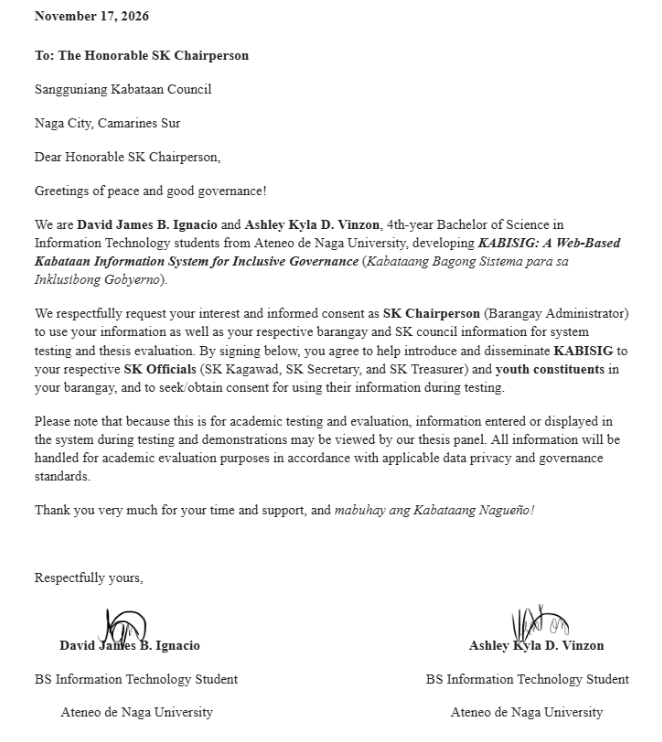 November 17, 2026
To: The Honorable SK Chairperson
Sangguniang Kabataan Council
Naga City, Camarines Sur
Dear Honorable SK Chairperson,
Greetings of peace and good governance!
We are David James B. Ignacio and Ashley Kyla D. Vinzon, 4th-year Bachelor of Science in
Information Technology students from Ateneo de Naga University, developing KABISIG: A Web-Based
Kabataan Information System for Inclusive Governance (Kabataang Bagong Sistema para sa
Inklusibong Gobyerno).
We respectfully request your interest and informed consent as SK Chairperson (Barangay Administrator)
to use your information as well as your respective barangay and SK council information for system
testing and thesis evaluation. By signing below, you agree to help introduce and disseminate KABISIG to
your respective SK Officials (SK Kagawad, SK Secretary, and SK Treasurer) and youth constituents in
your barangay, and to seek/obtain consent for using their information during testing.
Please note that because this is for academic testing and evaluation, information entered or displayed in
the system during testing and demonstrations may be viewed by our thesis panel. All information will be
handled for academic evaluation purposes in accordance with applicable data privacy and governance
standards.
Thank you very much for your time and support, and mabuhay ang Kabataang Nagueño!
Respectfully yours,
David James B. Ignacio
Ashley Kyla D. Vinzon
BS Information Technology Student
BS Information Technology Student
Ateneo de Naga University
Ateneo de Naga University